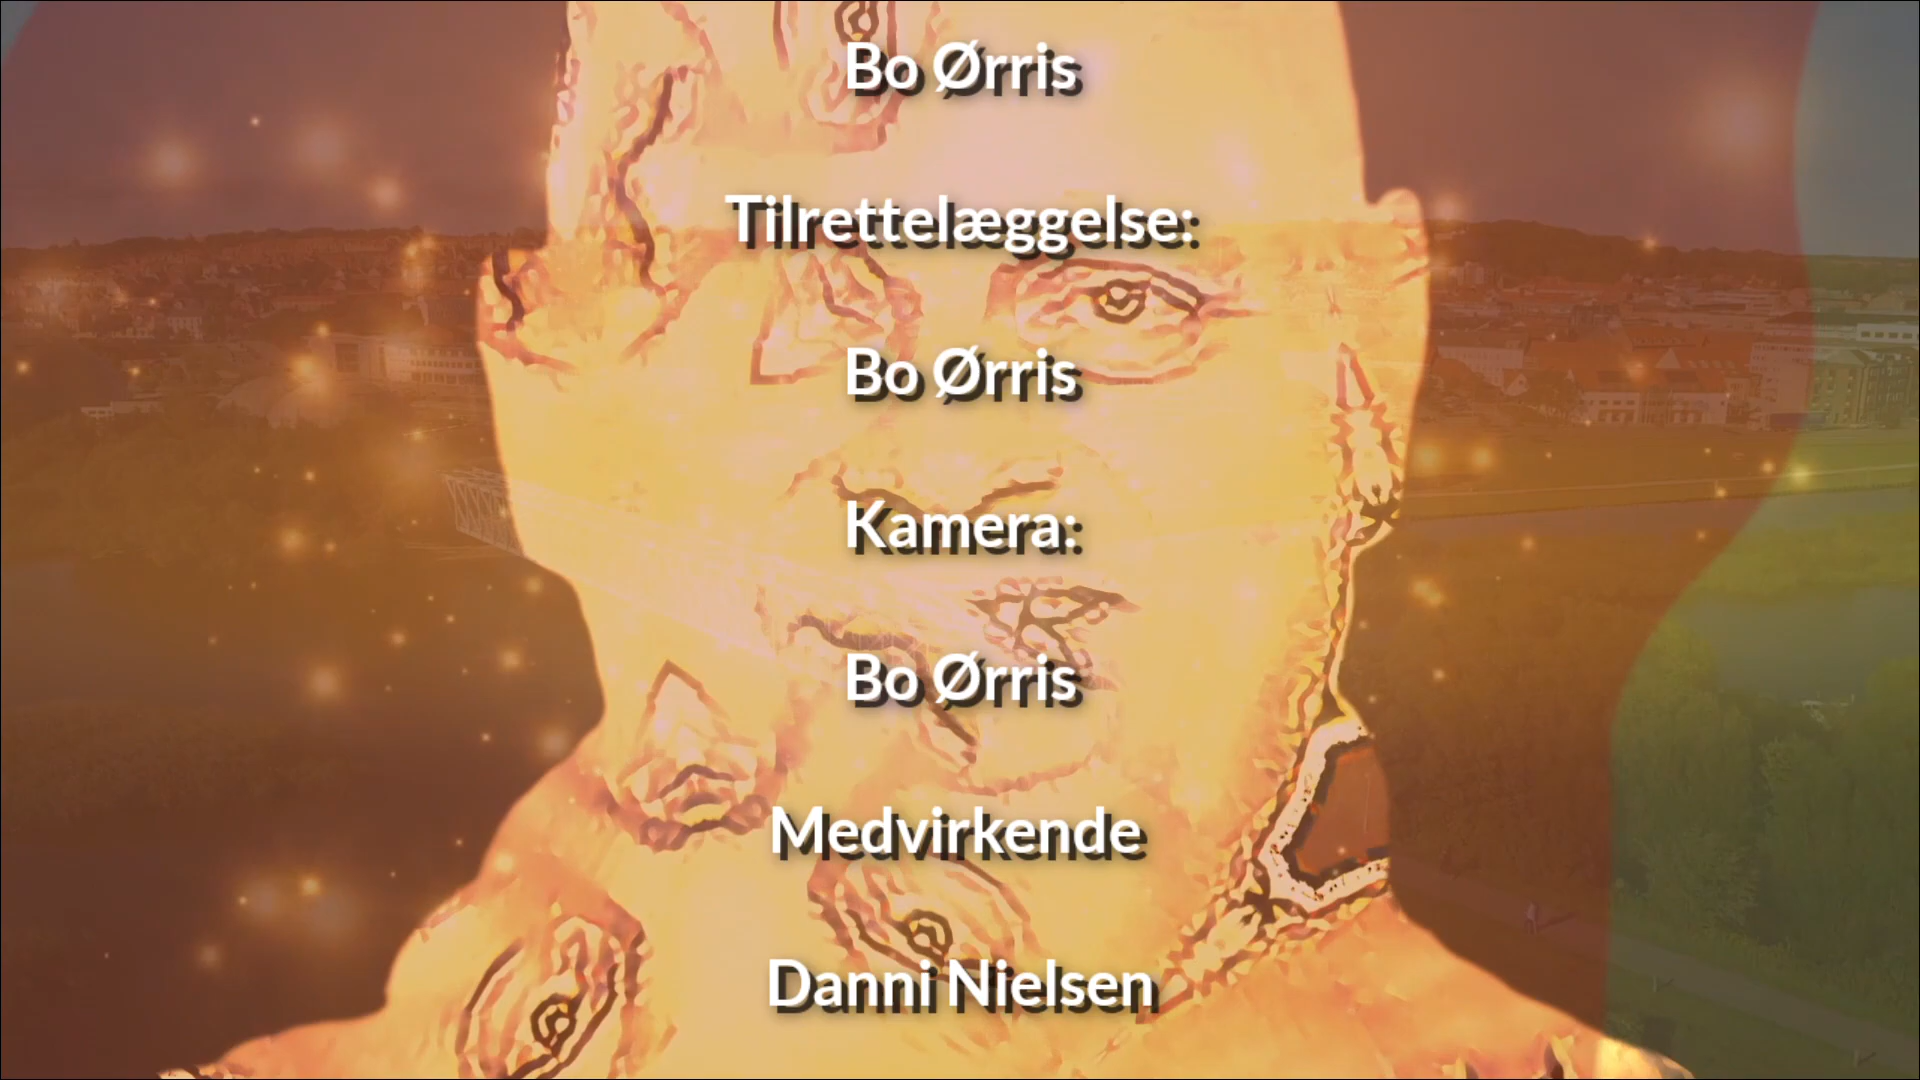 Bo Ørris
Tilrettelæggelse:
Bo Ørris
Kamera:
Bo Ørris
Medvirkende
Danni Nielsen